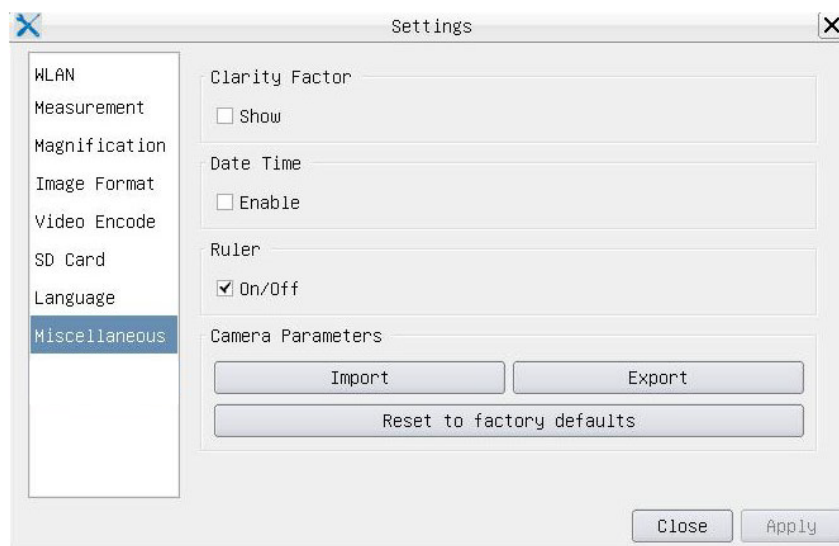 Settings
WLAN
Measurement
Magnification
Image Format
Video Encode
SD Card
Language
Miscellaneous
Clarity Factor
Show
Date Time
Enable
Ruler
On/Off
Camera Parameters
Import Export
Reset to factory defaults
Close Apply